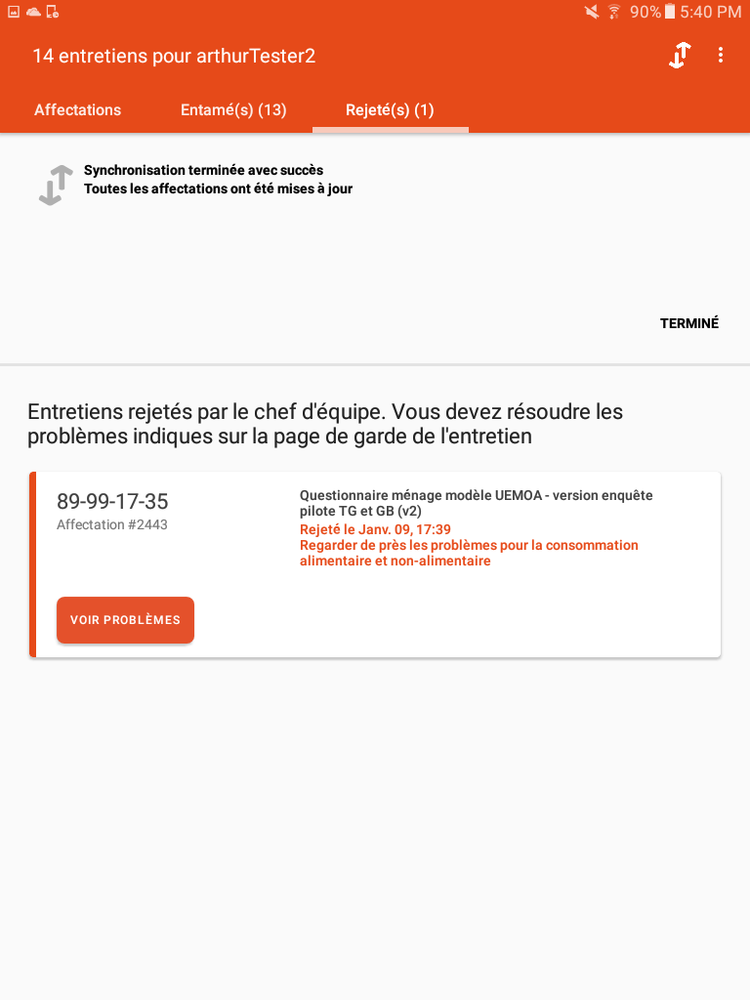 90% 5:40 PM
14 entretiens pour arthurTester2
Affectations Entamé(s) (13) Rejeté(s) (1)
Synchronisation terminée avec succès
Toutes les affectations ont été mises à jour
TERMINÉ
Entretiens rejetés par le chef d'équipe. Vous devez résoudre les
problèmes indiques sur la page de garde de l'entretien
89-99-17-35
Affectation #2443
Questionnaire ménage modèle UEMOA - version enquête
pilote TG et GB (v2)
Rejeté le Janv. 09, 17:39
Regarder de près les problèmes pour la consommation
alimentaire et non-alimentaire
VOIR PROBLÈMES